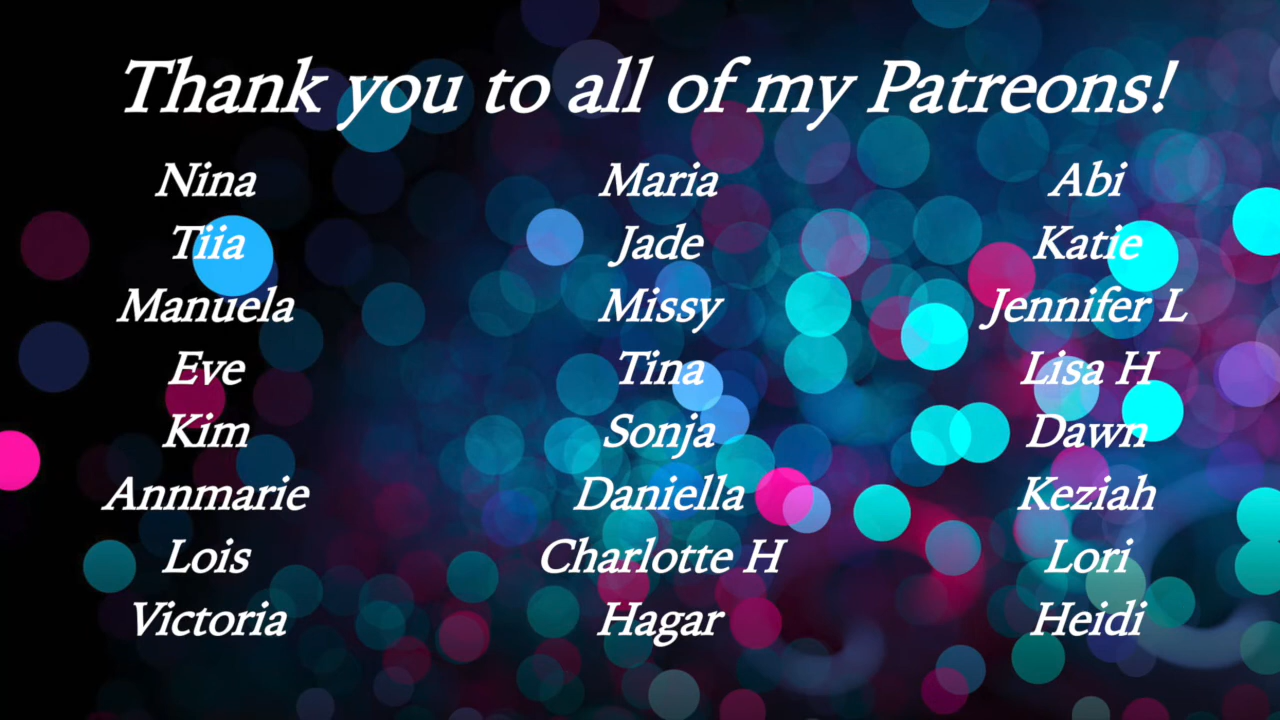 Thank you to all of my Patreons!
Nina Maria Abi
Tiia Jade Katie
Manuela Missy Jennifer L
Eve Tina Lisa H
Kim Sonja Dawn
Annmarie Daniella Keziah
Lois Charlotte H Lori
Victoria Hagar Heidi